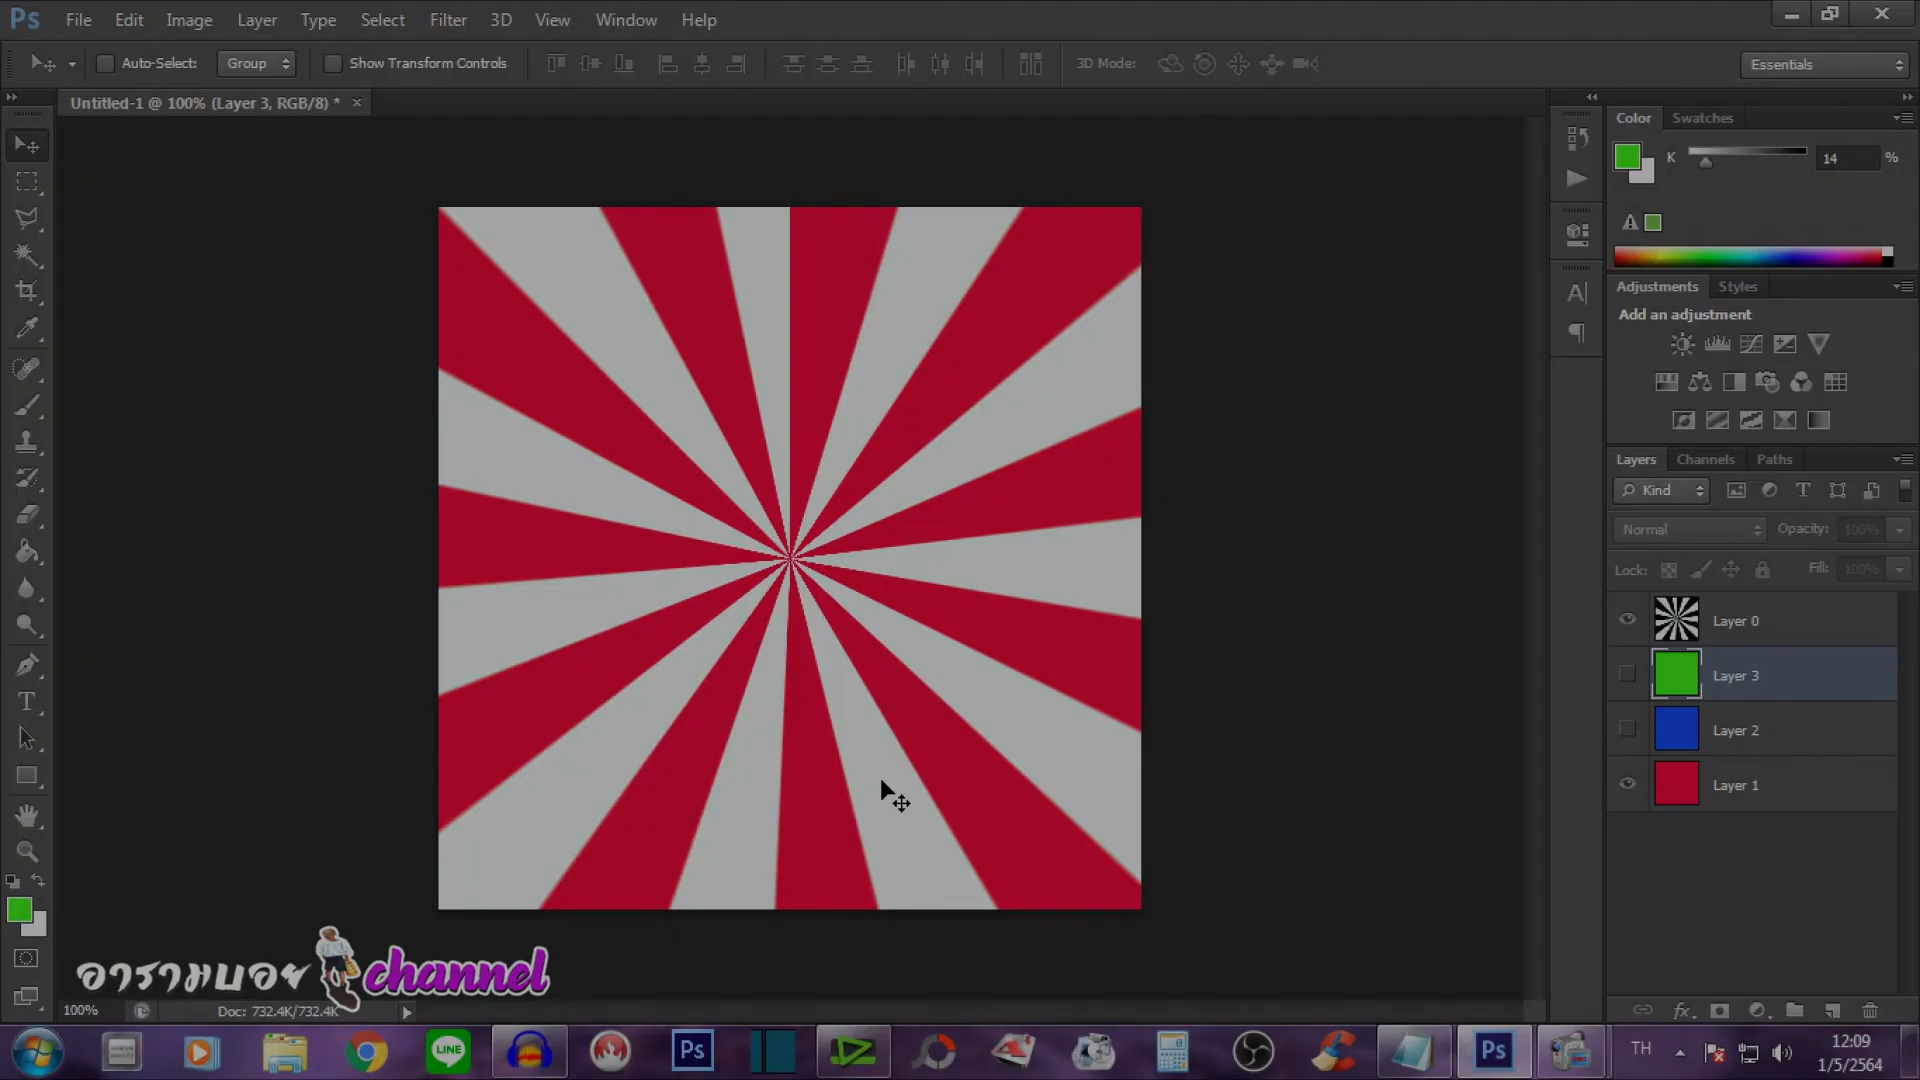 Ps File Edit Image Layer Type Select Filter 3D View Window Help
Auto-Select: Group Show Transform Controls 3D Mode: Essentials
Untitled-1 @ 100% (Layer 3, RGB/8) * ×
Color Swatches
K 14 %
Adjustments Styles
Add an adjustment
Layers Channels Paths
Kind
Normal Opacity: 100%
Lock: Fill: 100%
Layer 0
Layer 3
Layer 2
Layer 1
อารามบอย channel
100% Doc: 732.4K/732.4K
LINE Ps Ps TH 12:09
1/5/2564